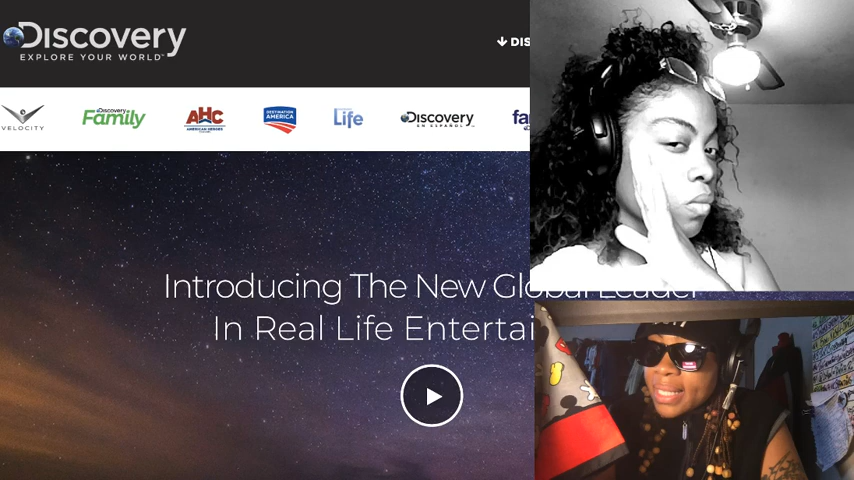 Discovery
EXPLORE YOUR WORLD
DIS
VELOCITY
Discovery
Family
AHC
AMERICAN HEROES
DESTINATION
AMERICA
Life
Discovery
EN ESPAÑOL
fa
Introducing The New Global Leader
In Real Life Entertai